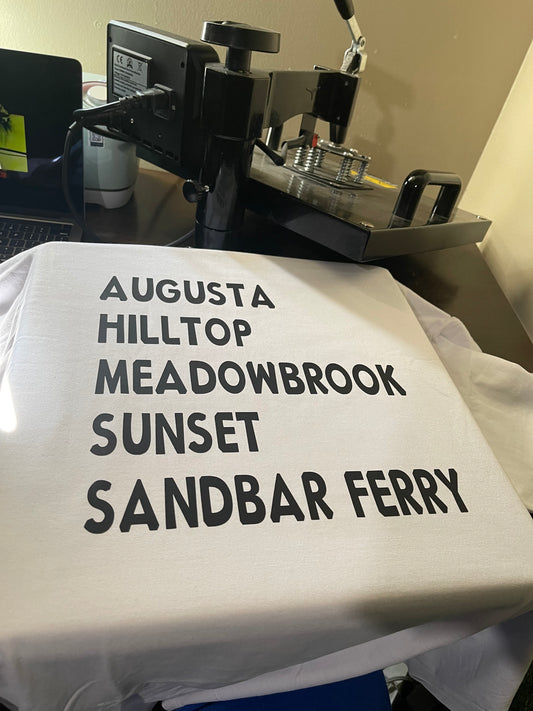 AUGUSTA
HILLTOP
MEADOWBROOK
SUNSET
SANDBAR FERRY